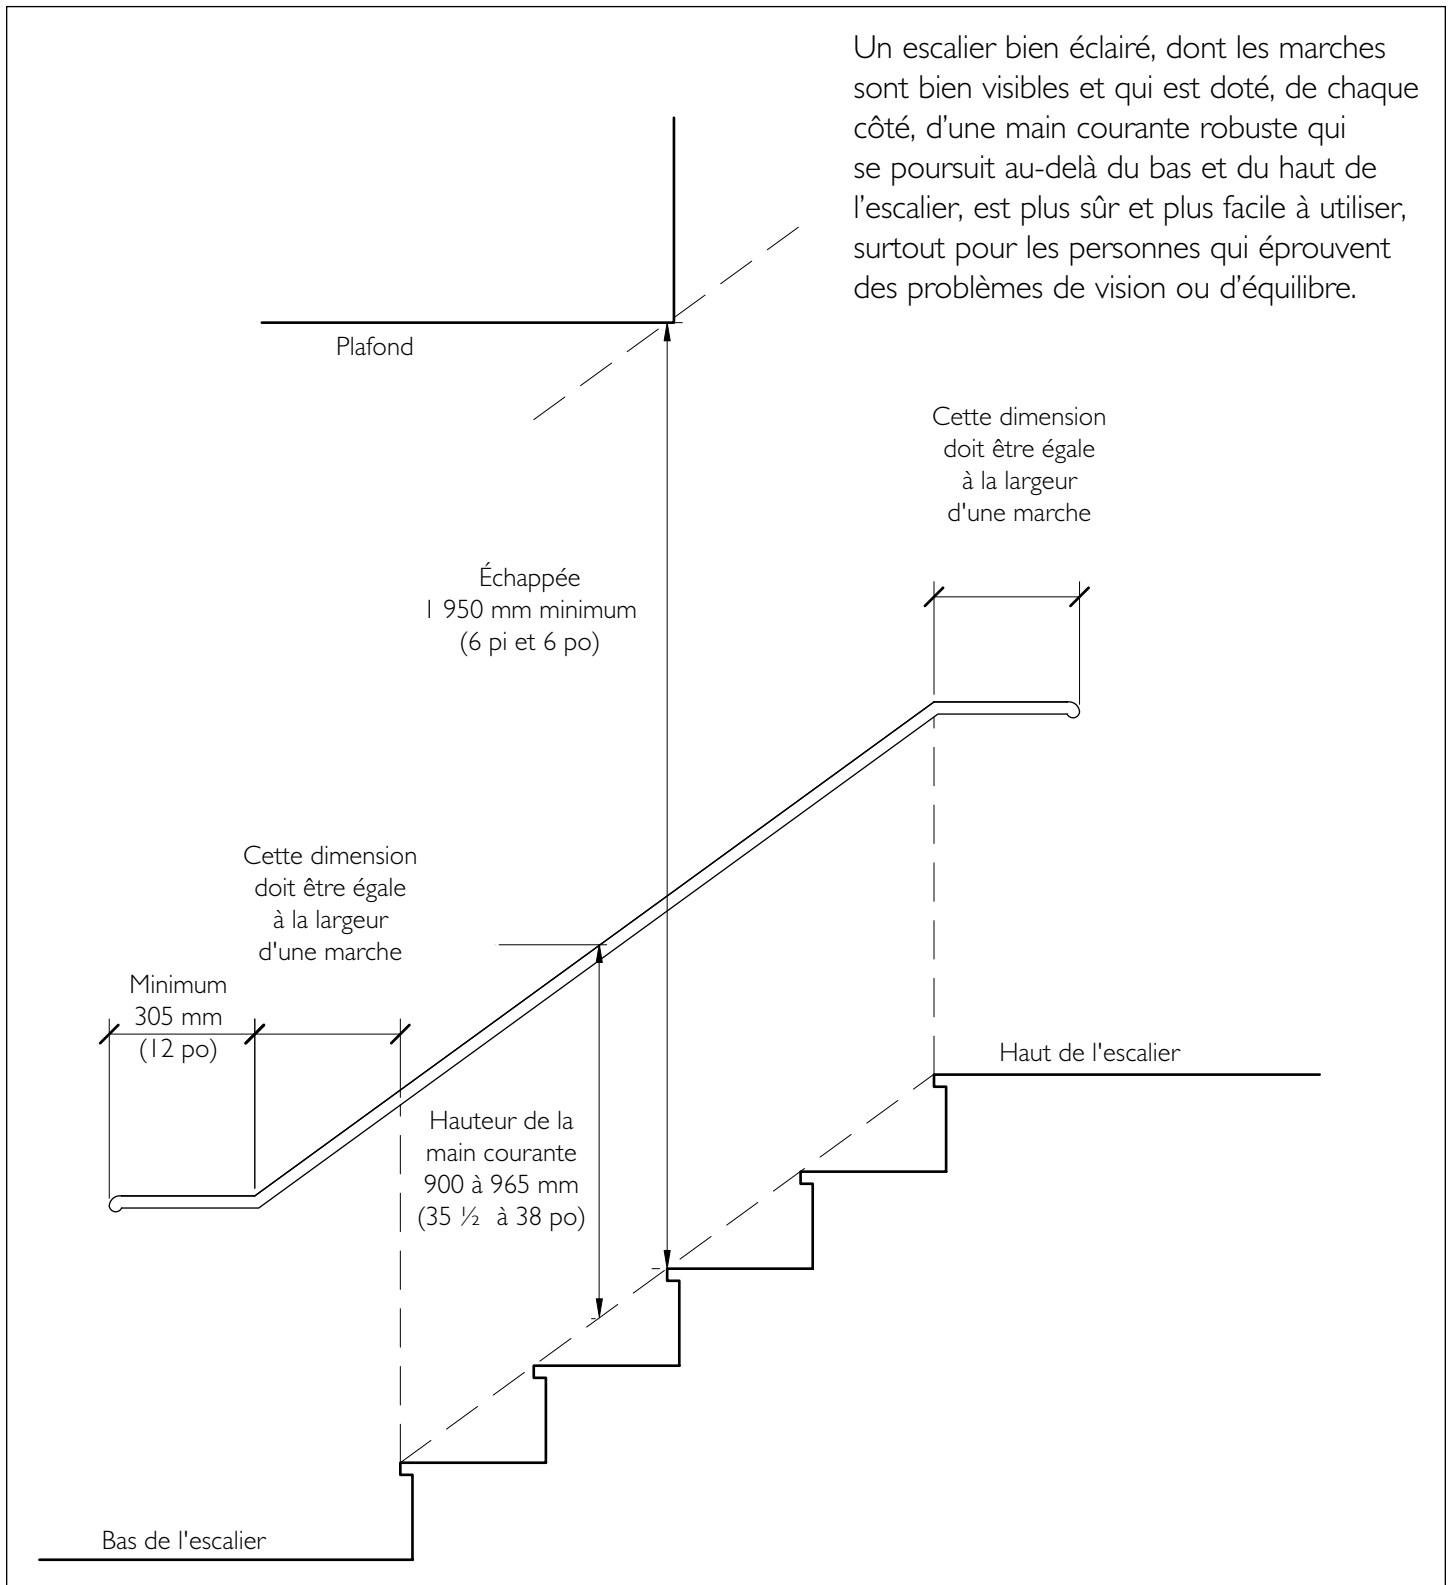 Un escalier bien éclairé, dont les marches
sont bien visibles et qui est doté, de chaque
côté, d’une main courante robuste qui
se poursuit au-delà du bas et du haut de
l’escalier, est plus sûr et plus facile à utiliser,
surtout pour les personnes qui éprouvent
des problèmes de vision ou d’équilibre.
Plafond
Cette dimension
doit être égale
à la largeur
d'une marche
Échappée
1 950 mm minimum
(6 pi et 6 po)
Cette dimension
doit être égale
à la largeur
d'une marche
Minimum
305 mm
(12 po)
Haut de l'escalier
Hauteur de la
main courante
900 à 965 mm
(35 ½ à 38 po)
Bas de l'escalier